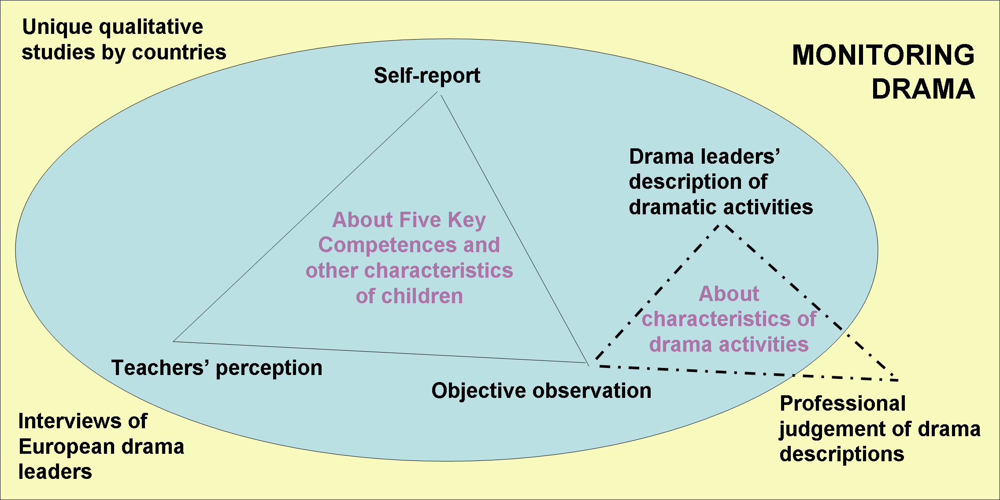 Unique qualitative
studies by countries
MONITORING
DRAMA
Self-report
Drama leaders’
description of
dramatic activities
About Five Key
Competences and
other characteristics
of children
About
characteristics of
drama activities
Teachers’ perception
Objective observation
Interviews of
European drama
leaders
Professional
judgement of drama
descriptions